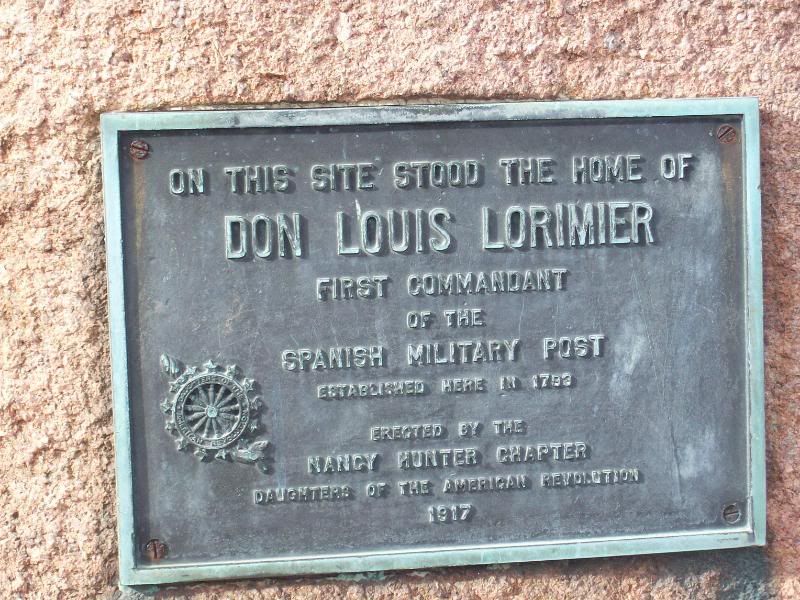 ON THIS SITE STOOD THE HOME OF
DON LOUIS LORIMIER
FIRST COMMANDANT
OF THE
SPANISH MILITARY POST
ESTABLISHED HERE IN 1793
ERECTED BY THE
NANCY HUNTER CHAPTER
DAUGHTERS OF THE AMERICAN REVOLUTION
1917